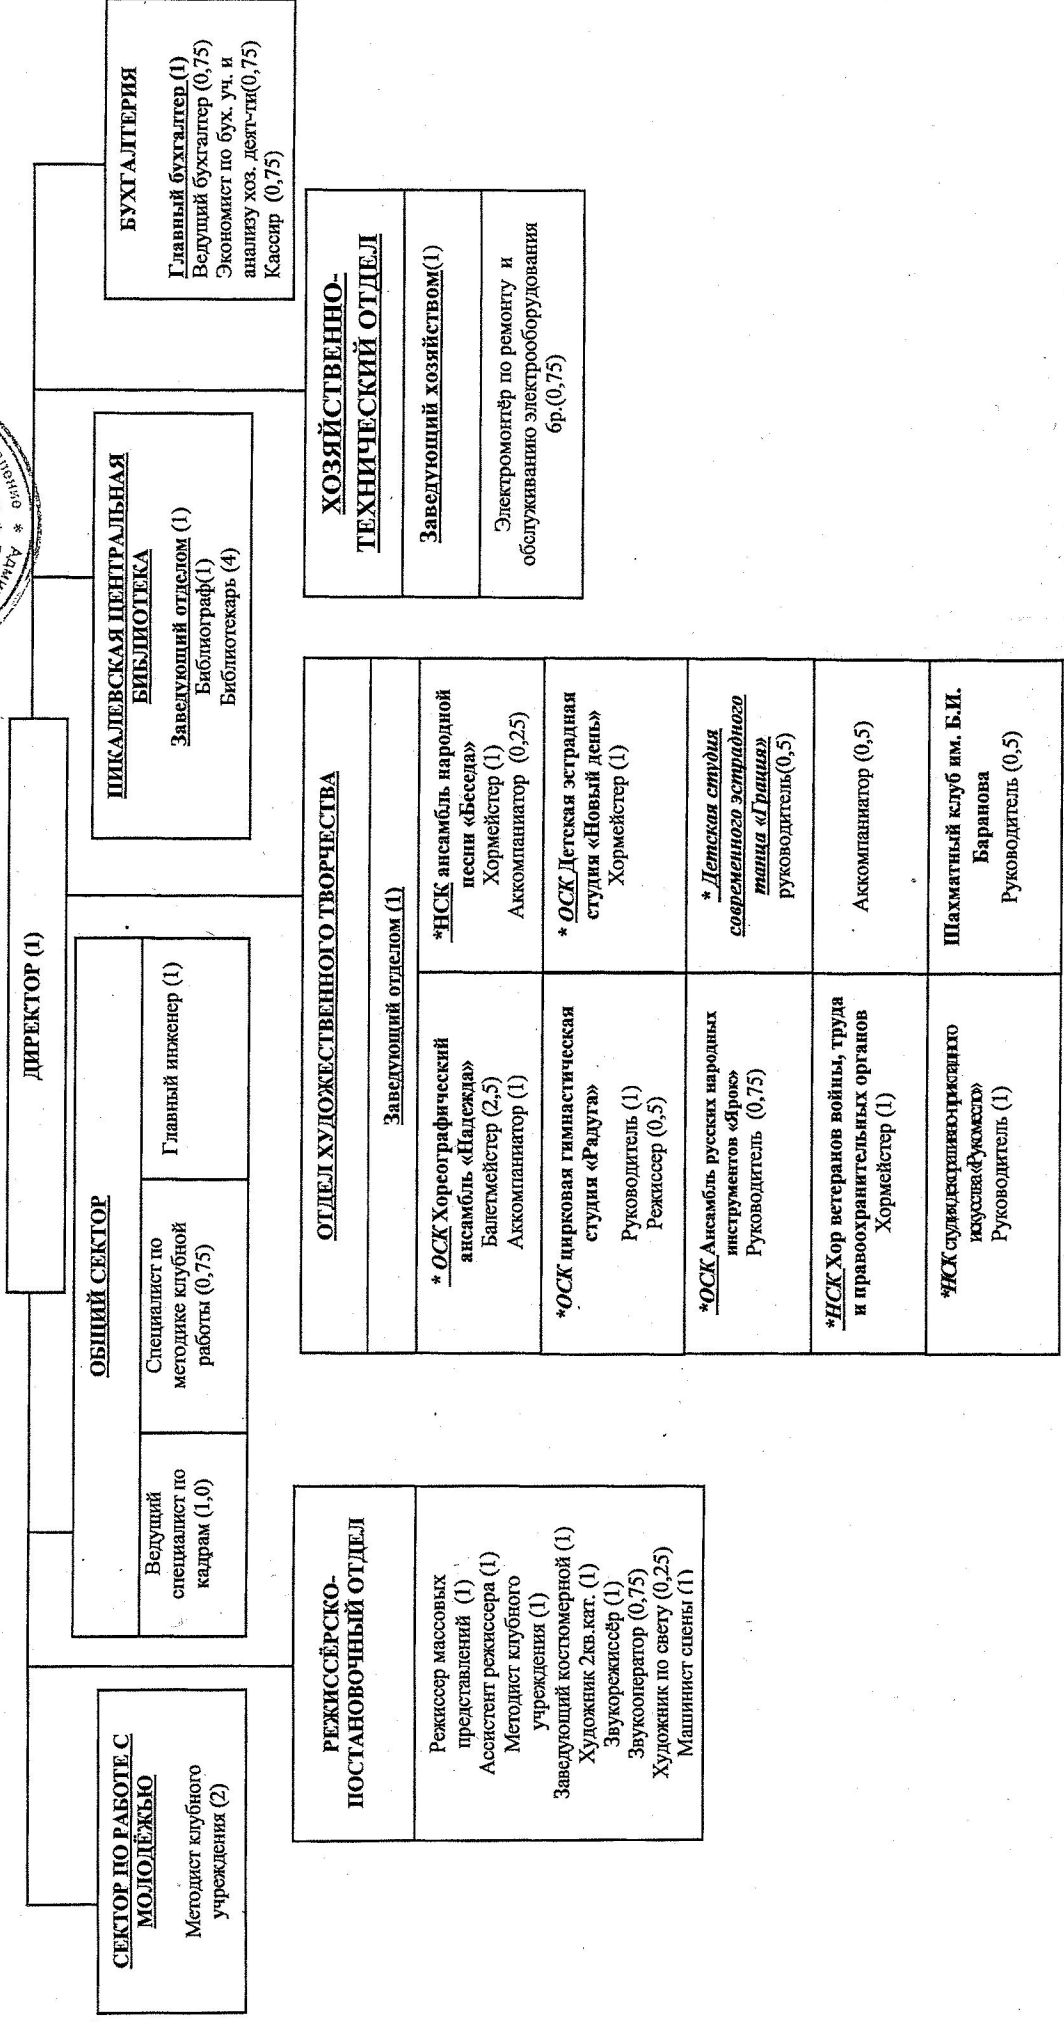 ДИРЕКТОР (1)
СЕКТОР ПО РАБОТЕ С
МОЛОДЁЖЬЮ
Методист клубного
учреждения (2)
ОБЩИЙ СЕКТОР
Ведущий
специалист по
кадрам (1,0)
Специалист по
методике клубной
работы (0,75)
Главный инженер (1)
ПИКАЛЕВСКАЯ ЦЕНТРАЛЬНАЯ
БИБЛИОТЕКА
Заведующий отделом (1)
Библиограф(1)
Библиотекарь (4)
БУХГАЛТЕРИЯ
Главный бухгалтер (1)
Ведущий бухгалтер (0,75)
Экономист по бух. уч. и
анализу хоз. деят-ти(0,75)
Кассир (0,75)
РЕЖИССЁРСКО-
ПОСТАНОВОЧНЫЙ ОТДЕЛ
Режиссер массовых
представлений (1)
Ассистент режиссера (1)
Методист клубного
учреждения (1)
Заведующий костюмерной (1)
Художник 2кв.кат. (1)
Звукорежиссёр (1)
Звукооператор (0,75)
Художник по свету (0,25)
Машинист сцены (1)
ОТДЕЛ ХУДОЖЕСТВЕННОГО ТВОРЧЕСТВА
Заведующий отделом (1)
* ОСК Хореографический
ансамбль «Надежда»
Балетмейстер (2,5)
Аккомпаниатор (1)
*НСК ансамбль народной
песни «Беседа»
Хормейстер (1)
Аккомпаниатор (0,25)
*ОСК цирковая гимнастическая
студия «Радуга»
Руководитель (1)
Режиссер (0,5)
* ОСК Детская эстрадная
студия «Новый день»
Хормейстер (1)
*ОСК Ансамбль русских народных
инструментов «Ярок»
Руководитель (0,75)
* Детская студия
современного эстрадного
танца «Грация»
руководитель(0,5)
*НСК Хор ветеранов войны, труда
и правоохранительных органов
Хормейстер (1)
Аккомпаниатор (0,5)
*НСК студия декоративно-прикладного
искусства «Рукомесло»
Руководитель (1)
Шахматный клуб им. Б.И.
Баранова
Руководитель (0,5)
ХОЗЯЙСТВЕННО-
ТЕХНИЧЕСКИЙ ОТДЕЛ
Заведующий хозяйством(1)
Электромонтёр по ремонту и
обслуживанию электрооборудования
6р.(0,75)